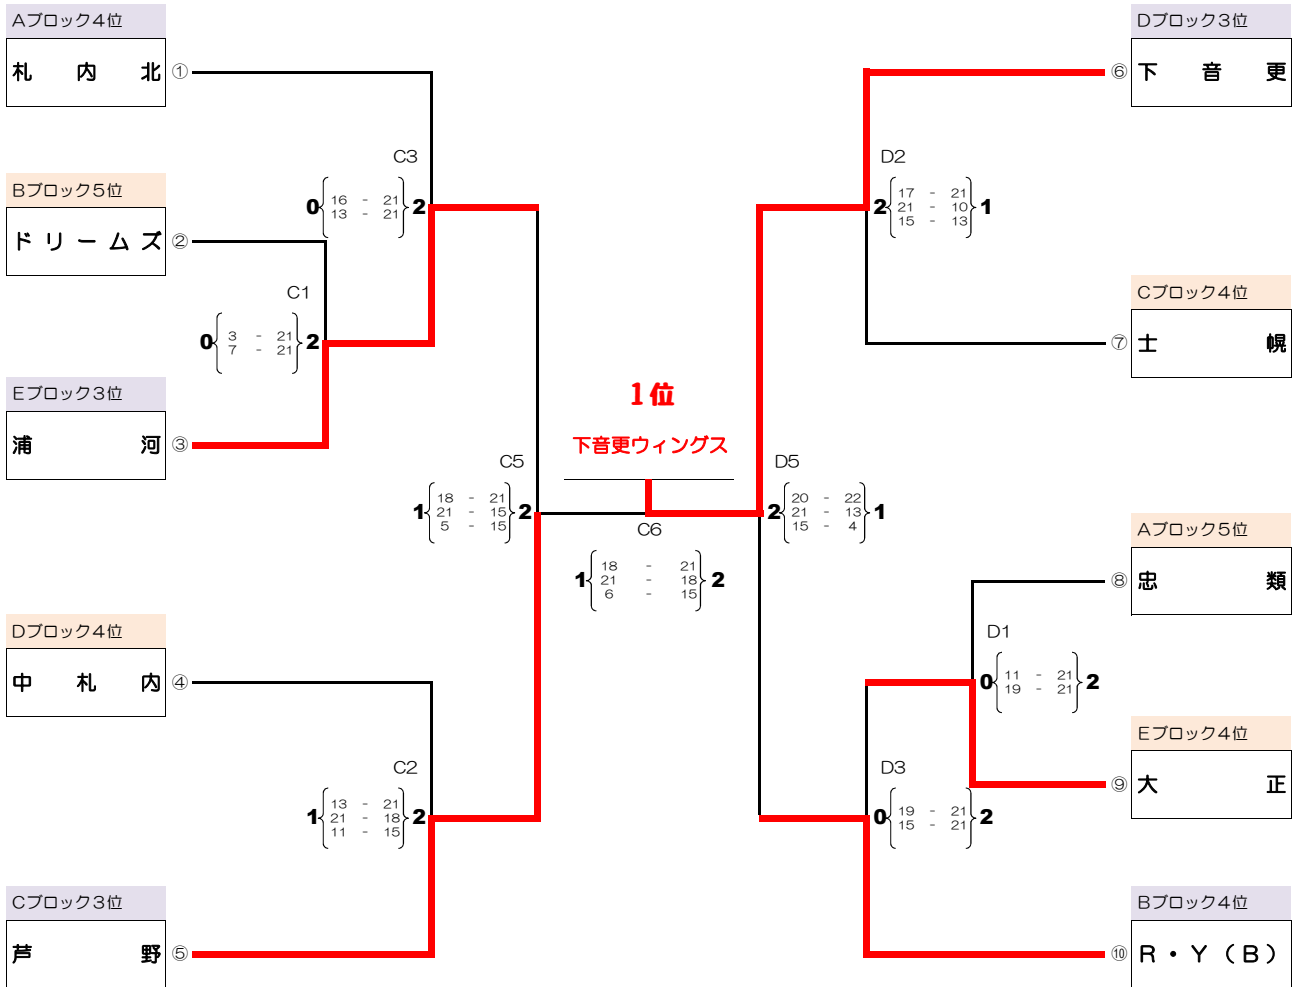 Aブロック4位
札内北 ①
Bブロック5位
ドリームズ ②
Eブロック3位
浦河 ③
Dブロック4位
中札内 ④
Cブロック3位
芦野 ⑤
C3
0 16 - 21 2
13 - 21
C1
0 3 - 21 2
7 - 21
C5
18 - 21
1 21 - 15 2
5 - 15
C2
13 - 21
1 21 - 18 2
11 - 15
1位
下音更ウィングス
C6
18 - 21
1 21 - 18 2
6 - 15
D2
17 - 21
2 21 - 10 1
15 - 13
D5
20 - 22
2 21 - 13 1
15 - 4
D1
0 11 - 21 2
19 - 21
D3
0 19 - 21 2
15 - 21
Dブロック3位
⑥ 下音更
Cブロック4位
⑦ 士幌
Aブロック5位
⑧ 忠類
Eブロック4位
⑨ 大正
Bブロック4位
⑩ R・Y(B)